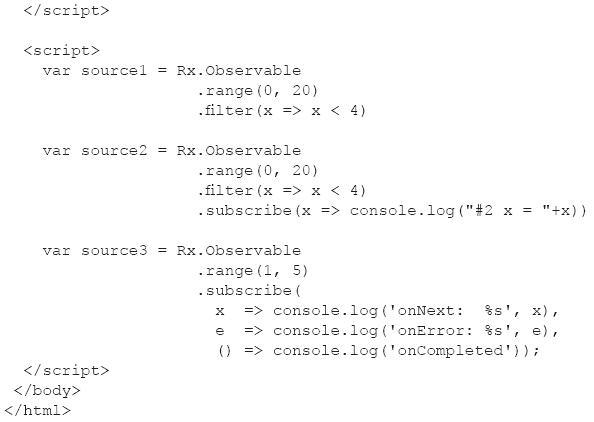 </script>
<script>
var source1 = Rx.Observable
.range(0, 20)
.filter(x => x < 4)
var source2 = Rx.Observable
.range(0, 20)
.filter(x => x < 4)
.subscribe(x => console.log("#2 x = "+x))
var source3 = Rx.Observable
.range(1, 5)
.subscribe(
x => console.log('onNext: %s', x),
e => console.log('onError: %s', e),
() => console.log('onCompleted'));
</script>
</body>
</html>